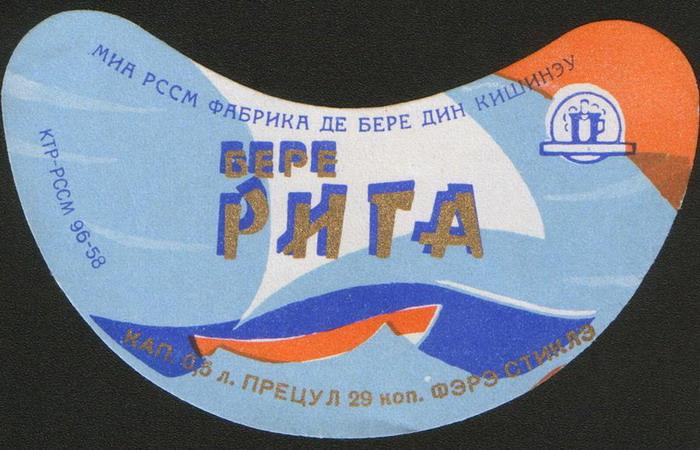 МИА РССМ ФАБРИКА ДЕ БЕРЕ ДИН КИШИНЭУ
БЕРЕ
РИГА
КТР-РССМ 96-58
КАП. 0,5 л. ПРЕЦУЛ 29 коп. ФЭРЭ СТИКЛЭ